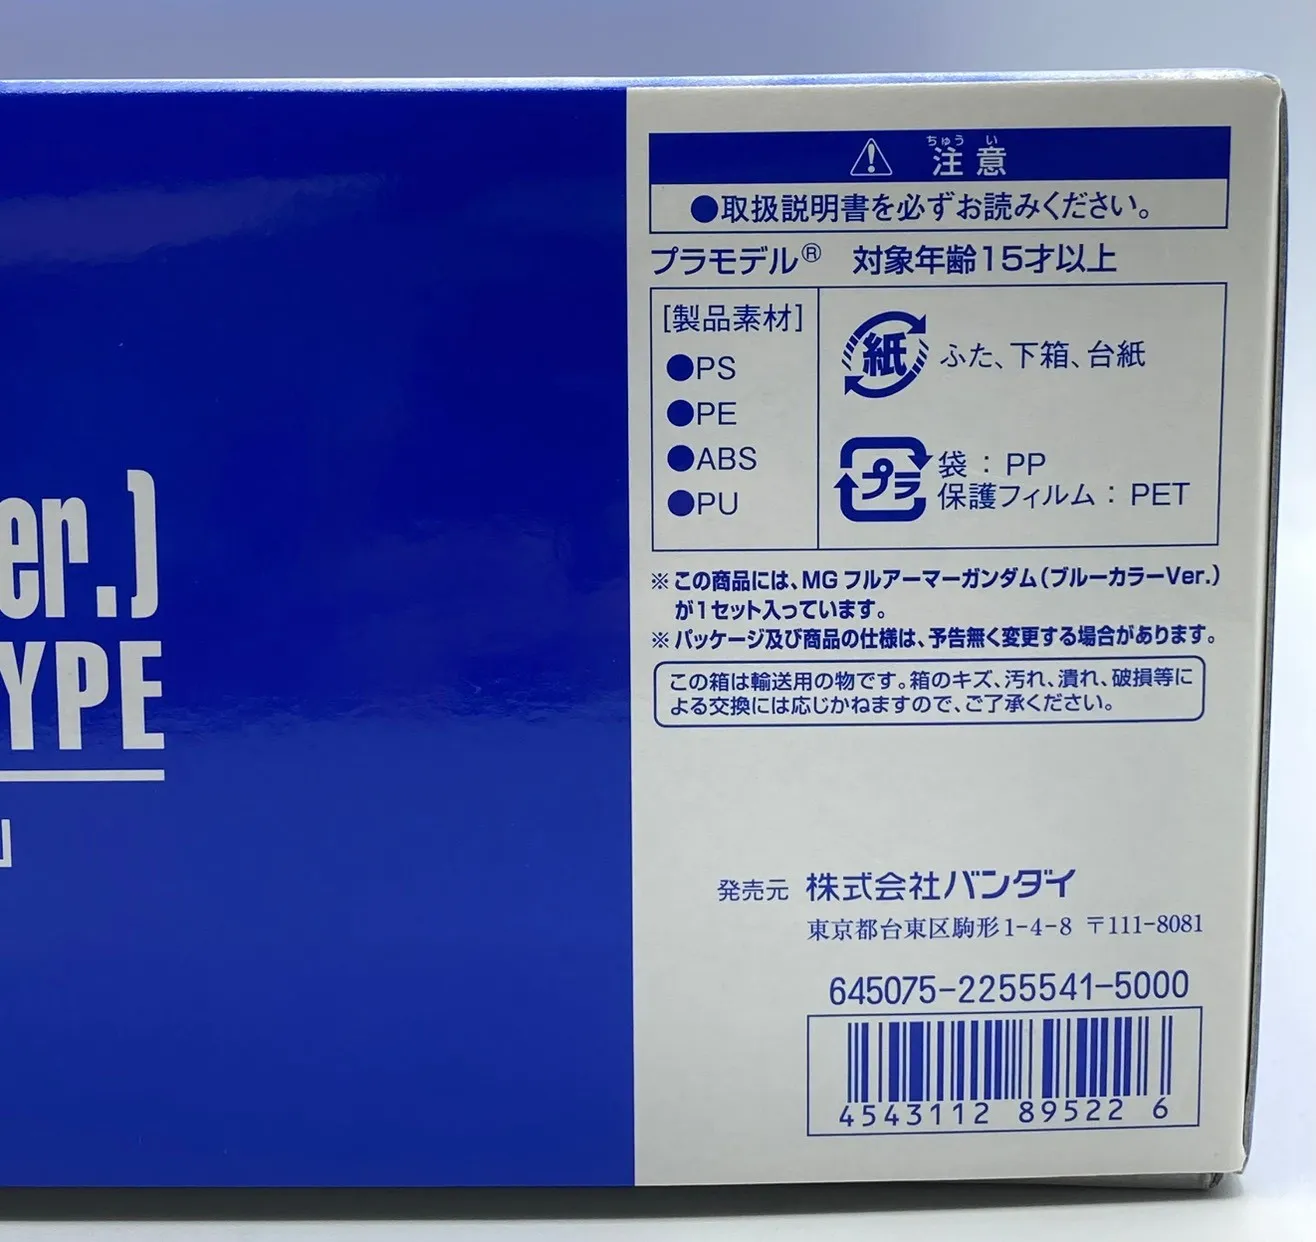 er.)
YPE
」
ちゅう い
注意
●取扱説明書を必ずお読みください。
プラモデル® 対象年齢15才以上
[製品素材]
●PS
●PE
●ABS
●PU
紙 ふた、下箱、台紙
プラ 袋：PP
保護フィルム：PET
※この商品には、MG フルアーマーガンダム（ブルーカラーVer.）
が1セット入っています。
※パッケージ及び商品の仕様は、予告無く変更する場合があります。
この箱は輸送用の物です。箱のキズ、汚れ、潰れ、破損等に
よる交換には応じかねますので、ご了承ください。
発売元 株式会社バンダイ
東京都台東区駒形1-4-8 〒111-8081
645075-2255541-5000
4543112 89522 6